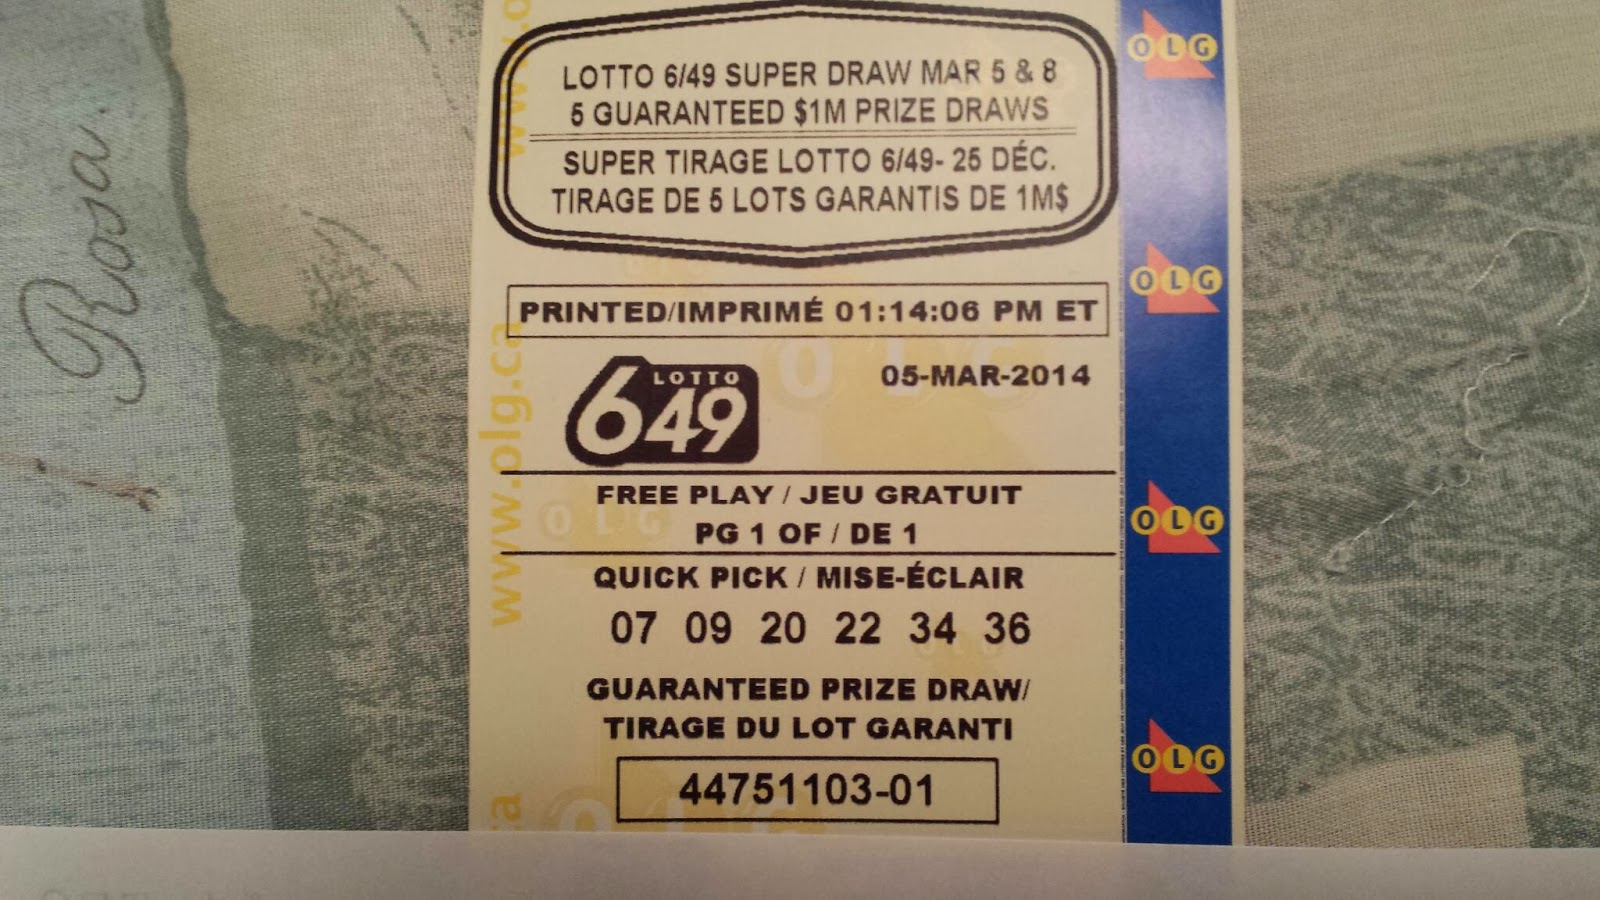 LOTTO 6/49 SUPER DRAW MAR 5 & 8
5 GUARANTEED $1M PRIZE DRAWS
SUPER TIRAGE LOTTO 6/49- 25 DÉC.
TIRAGE DE 5 LOTS GARANTIS DE 1M$
PRINTED/IMPRIMÉ 01:14:06 PM ET
LOTTO
649
05-MAR-2014
FREE PLAY / JEU GRATUIT
PG 1 OF / DE 1
QUICK PICK / MISE-ÉCLAIR
07 09 20 22 34 36
GUARANTEED PRIZE DRAW/
TIRAGE DU LOT GARANTI
44751103-01
www.olg.ca
OLG
OLG
OLG
OLG
Rosa.